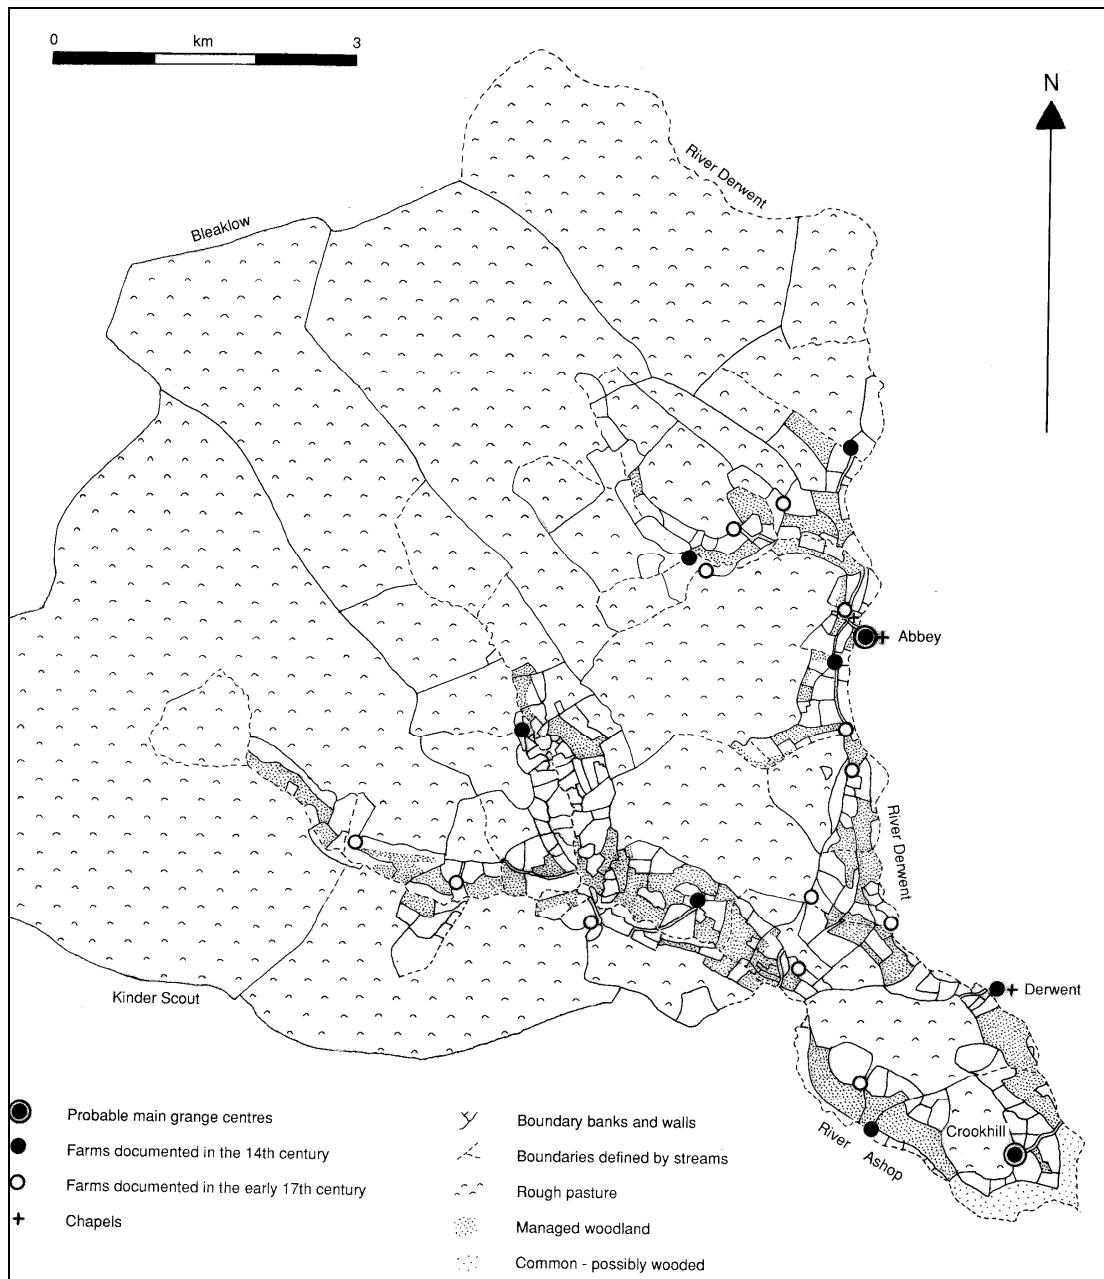 0 km 3
N
River Derwent
Bleaklow
Abbey
River Derwent
Kinder Scout
Derwent
Crookhill
River Ashop
Probable main grange centres
Farms documented in the 14th century
Farms documented in the early 17th century
Chapels
Boundary banks and walls
Boundaries defined by streams
Rough pasture
Managed woodland
Common - possibly wooded